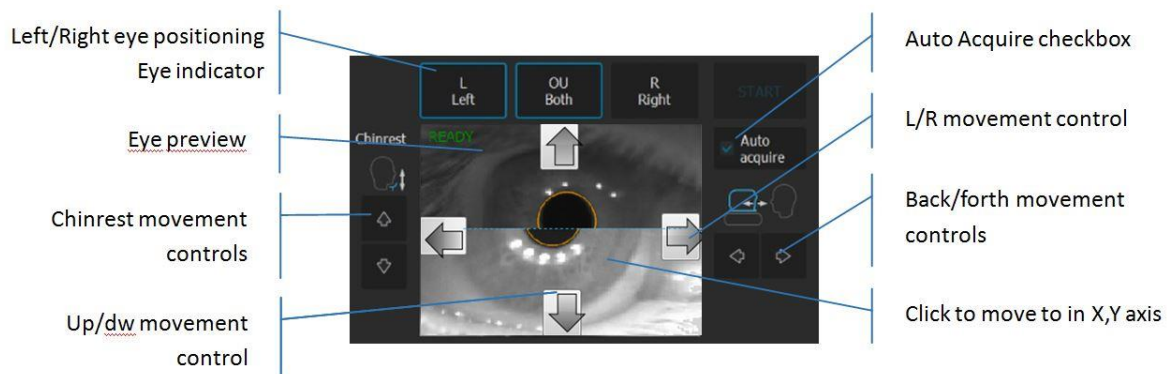 Left/Right eye positioning
Eye indicator
Eye preview
Chinrest movement
controls
Up/dw movement
control
L
Left
OU
Both
R
Right
START
Chinrest
READY
Auto
acquire
Auto Acquire checkbox
L/R movement control
Back/forth movement
controls
Click to move to in X,Y axis